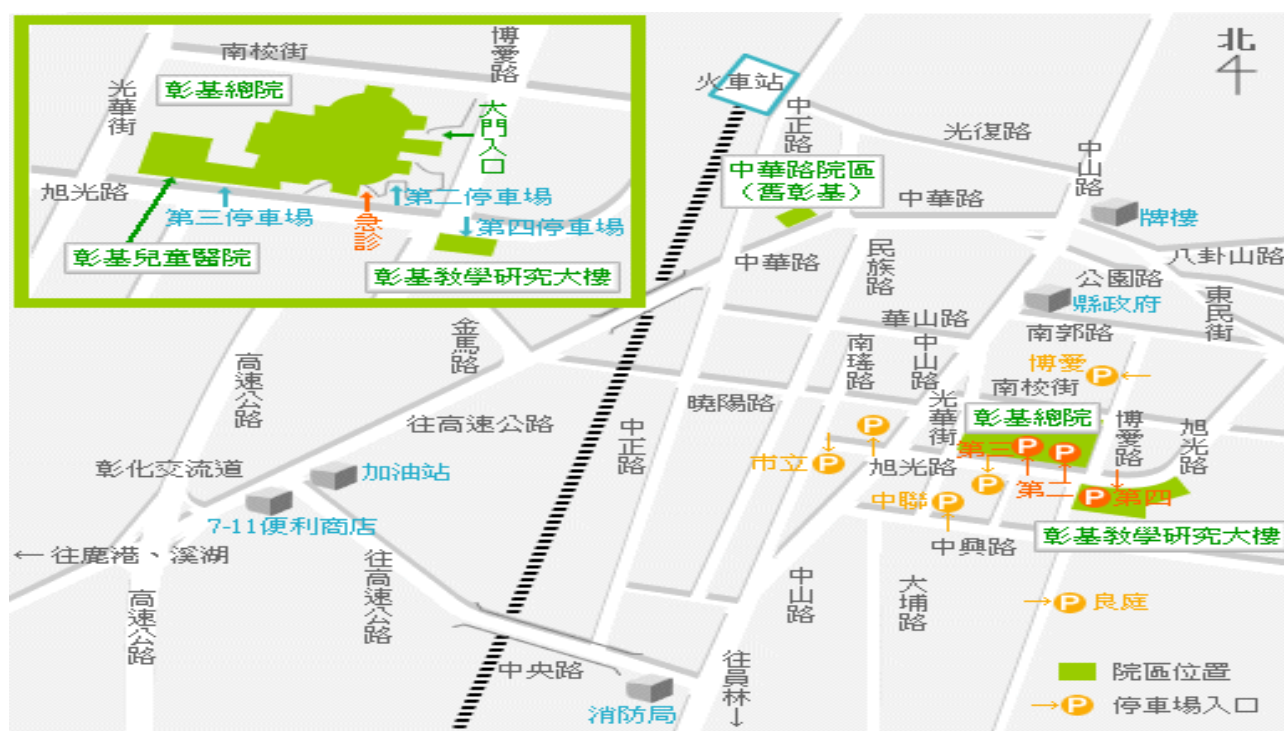 南校街
博愛路
光華街
彰基總院
大門入口
旭光路
第三停車場
急診
第二停車場
第四停車場
彰基兒童醫院
彰基教學研究大樓
北
火車站
中正路
光復路
中山路
中華路院區
(舊彰基)
中華路
牌樓
八卦山路
中華路
民族路
公園路
縣政府
東民街
華山路
南郭路
金馬路
南瑤路
中山路
博愛 P ←
高速公路
南校街
曉陽路
光華街
彰基總院
博愛路
旭光路
往高速公路
中正路
P
第三 P
P
市立 P
旭光路
彰化交流道
加油站
P
第二
P 第四
中聯 P
7-11便利商店
中興路
彰基教學研究大樓
← 往鹿港、溪湖
往高速公路
高速公路
中山路
大埔路
→ P 良庭
中央路
往員林↓
院區位置
消防局
→ P 停車場入口